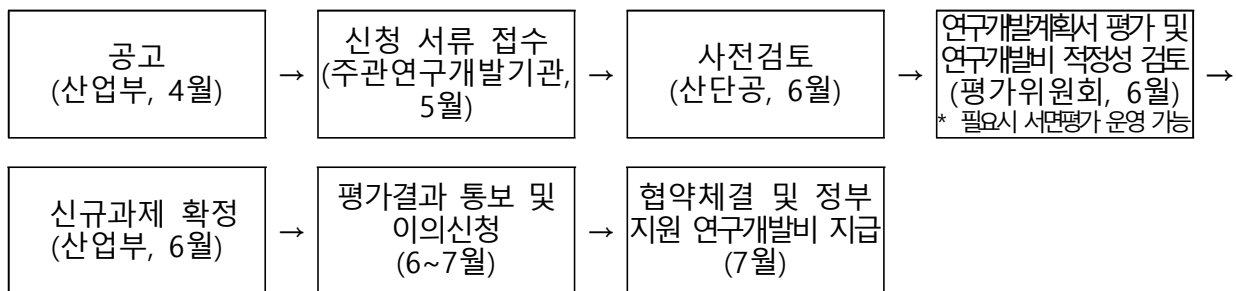 공고
(산업부, 4월)
→
신청 서류 접수
(주관연구개발기관,
5월)
→
사전검토
(산단공, 6월)
→
연구개발계획서 평가 및
연구개발비 적정성 검토
(평가위원회, 6월)
* 필요시 서면평가 운영 가능
→
신규과제 확정
(산업부, 6월)
→
평가결과 통보 및
이의신청
(6~7월)
→
협약체결 및 정부
지원 연구개발비 지급
(7월)